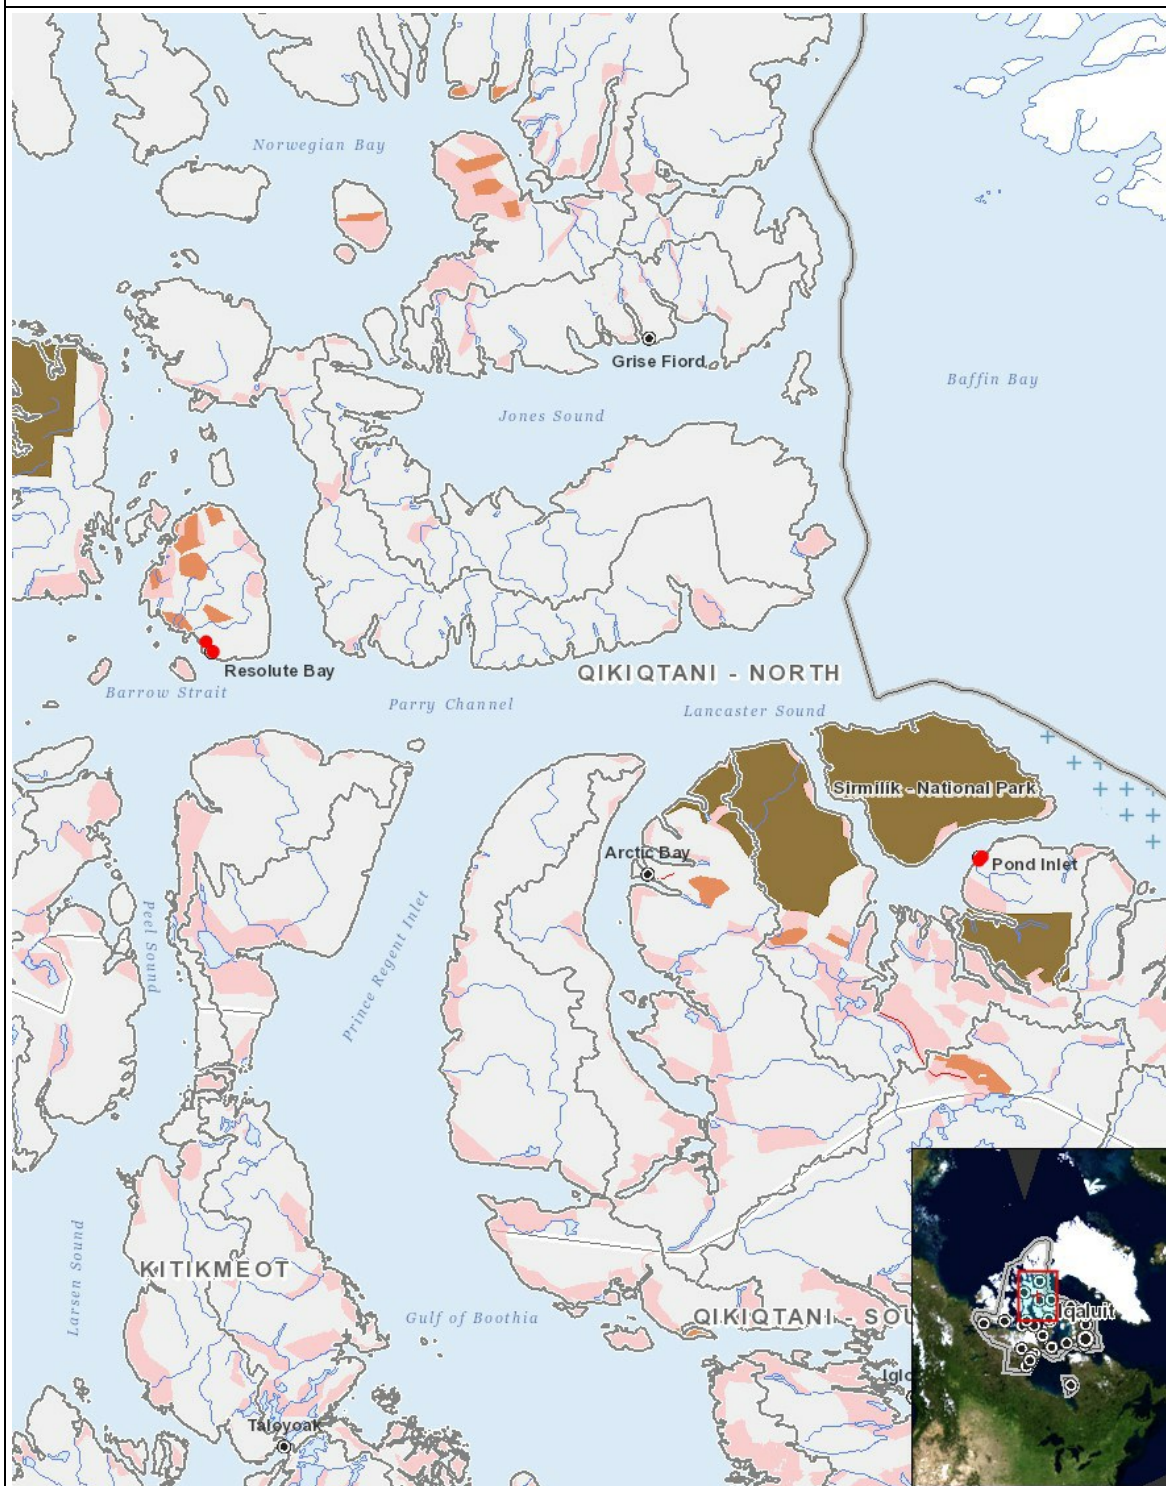 Norwegian Bay
Grise Fiord
Baffin Bay
Jones Sound
Resolute Bay
QIKIQTANI - NORTH
Barrow Strait
Parry Channel
Lancaster Sound
Sirmilik - National Park
Arctic Bay
Pond Inlet
Peel Sound
Prince Regent Inlet
KITIKMEOT
Larsen Sound
Gulf of Boothia
QIKIQTANI - SOU
Iqaluit
Iglo
Taloyoak